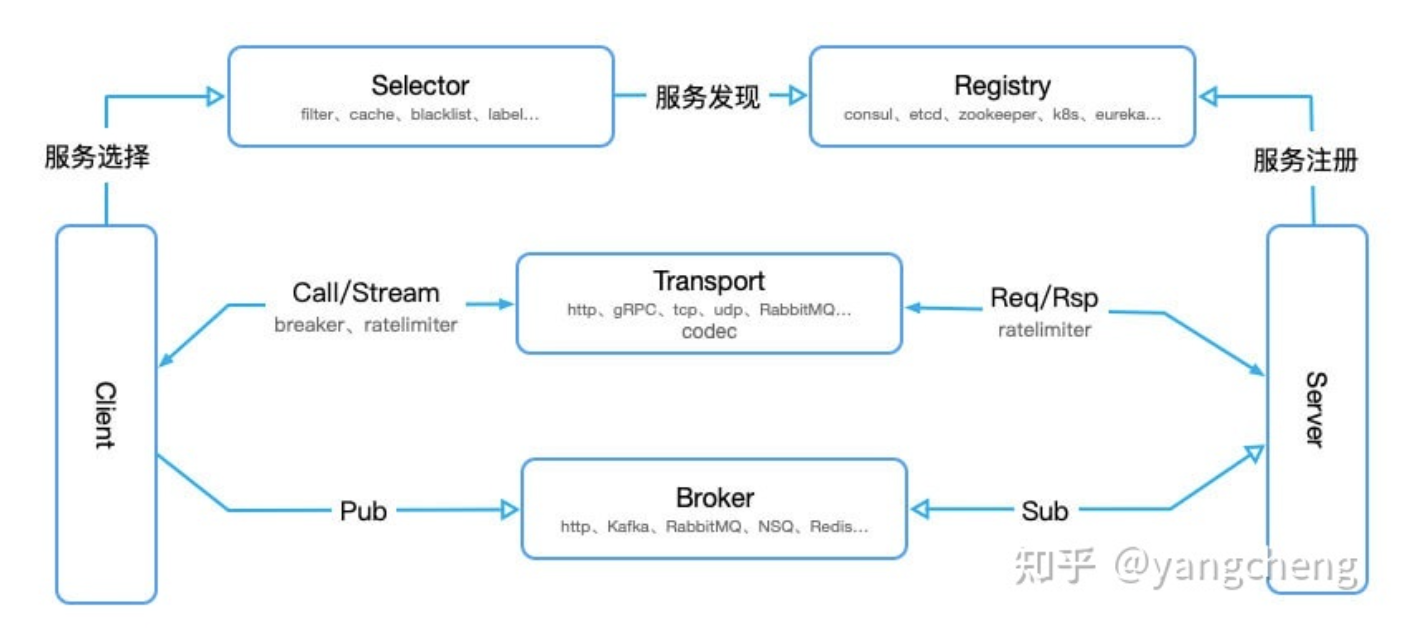 Selector
filter、cache、blacklist、label...
服务发现
Registry
consul、etcd、zookeeper、k8s、eureka...
服务选择
服务注册
Call/Stream
breaker、ratelimiter
Transport
http、gRPC、tcp、udp、RabbitMQ...
codec
Req/Rsp
ratelimiter
Client
Server
Pub
Broker
http、Kafka、RabbitMQ、NSQ、Redis...
Sub
知乎 @yangcheng